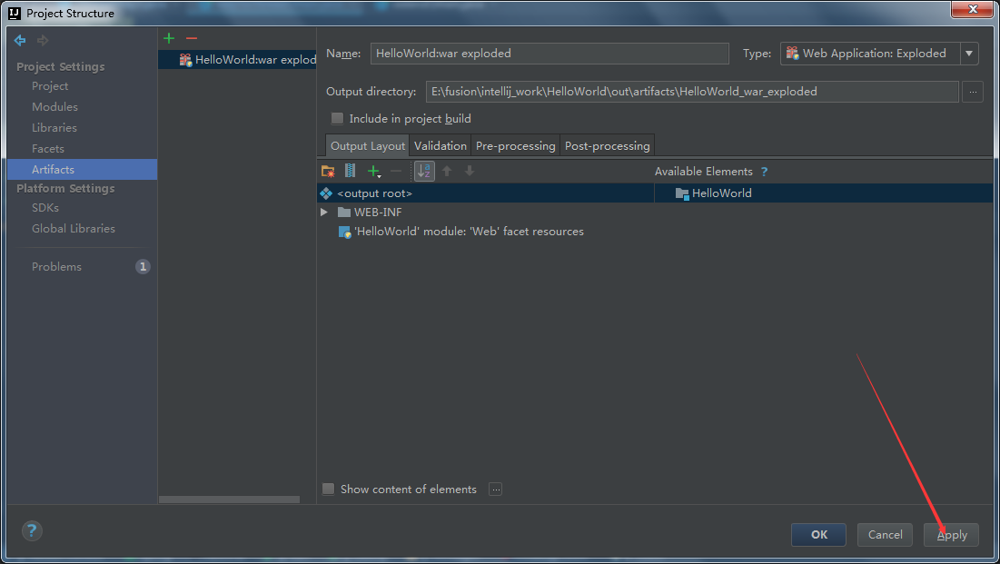 Project Structure
Project Settings
Project
Modules
Libraries
Facets
Artifacts
Platform Settings
SDKs
Global Libraries
Problems 1
HelloWorld:war explod
Name: HelloWorld:war exploded Type: Web Application: Exploded
Output directory: E:\fusion\intellij_work\HelloWorld\out\artifacts\HelloWorld_war_exploded ...
Include in project build
Output Layout Validation Pre-processing Post-processing
Available Elements ?
<output root> HelloWorld
WEB-INF
'HelloWorld' module: 'Web' facet resources
Show content of elements ...
? OK Cancel Apply